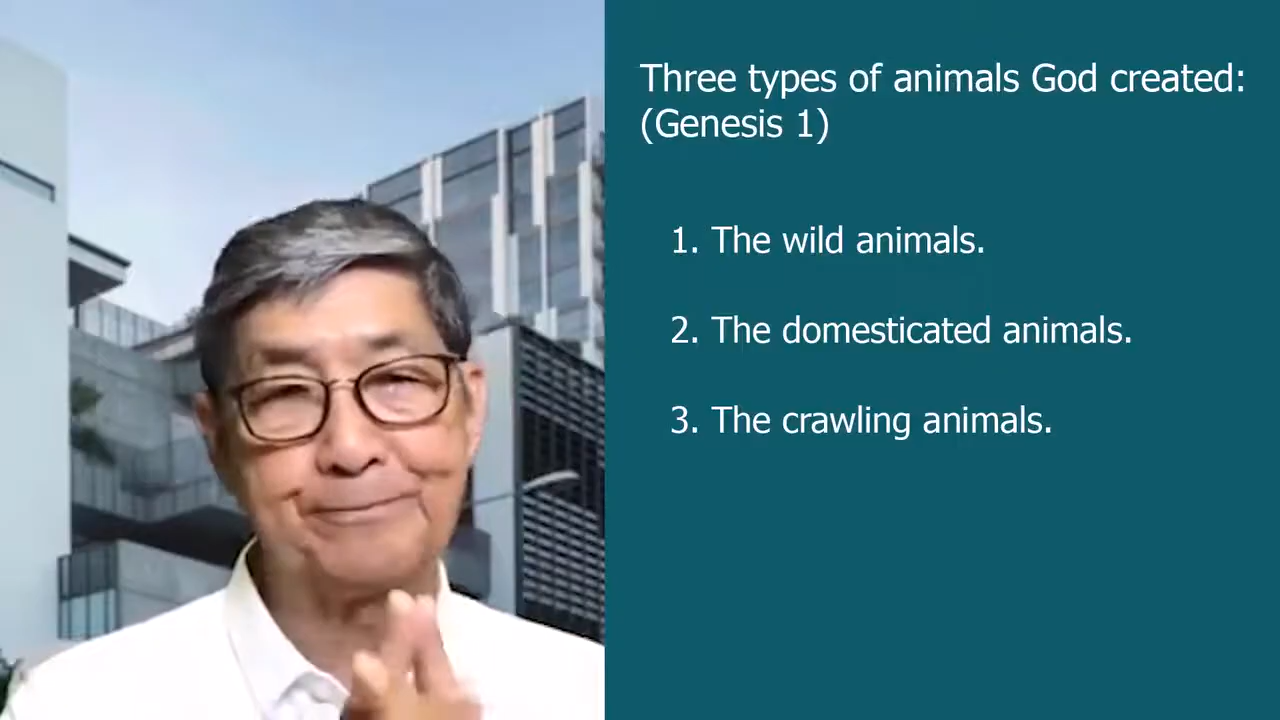 Three types of animals God created:
(Genesis 1)
1. The wild animals.
2. The domesticated animals.
3. The crawling animals.